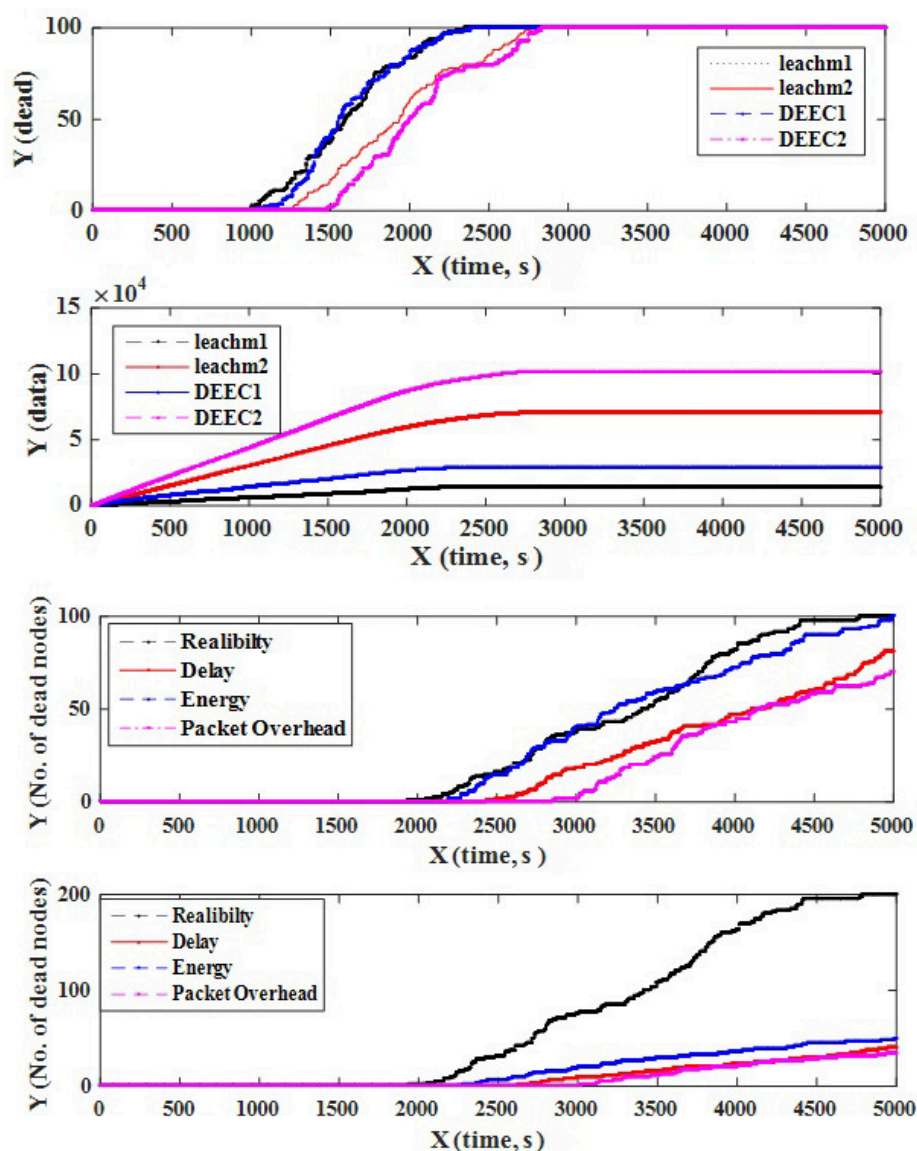 100
50
0
Y (dead)
leachm1
leachm2
DEEC1
DEEC2
0 500 1000 1500 2000 2500 3000 3500 4000 4500 5000
X (time, s)
×10⁴
15
10
5
0
Y (data)
leachm1
leachm2
DEEC1
DEEC2
0 500 1000 1500 2000 2500 3000 3500 4000 4500 5000
X (time, s)
100
50
0
Y (No. of dead nodes)
Realibilty
Delay
Energy
Packet Overhead
0 500 1000 1500 2000 2500 3000 3500 4000 4500 5000
X (time, s)
200
100
0
Y (No. of dead nodes)
Realibilty
Delay
Energy
Packet Overhead
0 500 1000 1500 2000 2500 3000 3500 4000 4500 5000
X (time, s)